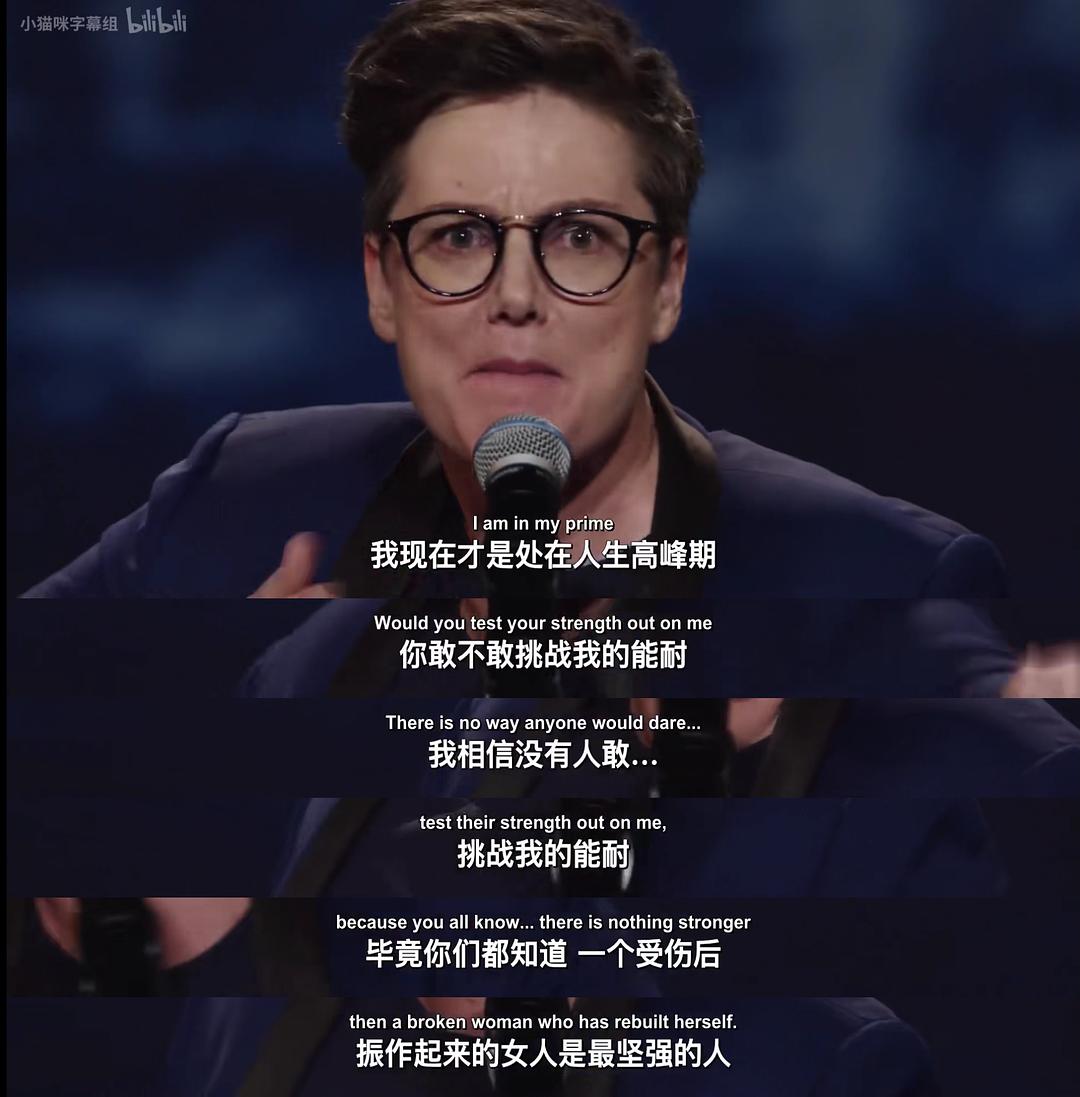 小猫咪字幕组 bilibili
I am in my prime
我现在才是处在人生高峰期
Would you test your strength out on me
你敢不敢挑战我的能耐
There is no way anyone would dare...
我相信没有人敢...
test their strength out on me,
挑战我的能耐
because you all know... there is nothing stronger
毕竟你们都知道 一个受伤后
then a broken woman who has rebuilt herself.
振作起来的女人是最坚强的人